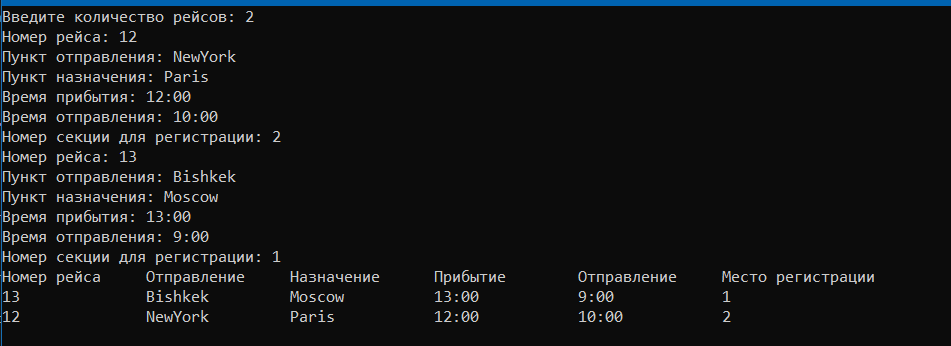 Введите количество рейсов: 2
Номер рейса: 12
Пункт отправления: NewYork
Пункт назначения: Paris
Время прибытия: 12:00
Время отправления: 10:00
Номер секции для регистрации: 2
Номер рейса: 13
Пункт отправления: Bishkek
Пункт назначения: Moscow
Время прибытия: 13:00
Время отправления: 9:00
Номер секции для регистрации: 1
Номер рейса Отправление Назначение Прибытие Отправление Место регистрации
13 Bishkek Moscow 13:00 9:00 1
12 NewYork Paris 12:00 10:00 2